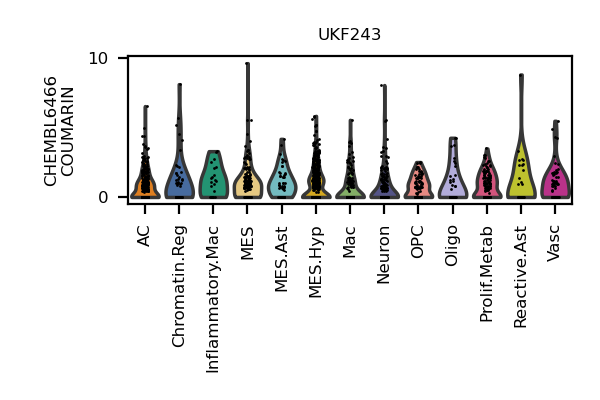 UKF243
CHEMBL6466
COUMARIN
10
0
AC
Chromatin.Reg
Inflammatory.Mac
MES
MES.Ast
MES.Hyp
Mac
Neuron
OPC
Oligo
Prolif.Metab
Reactive.Ast
Vasc